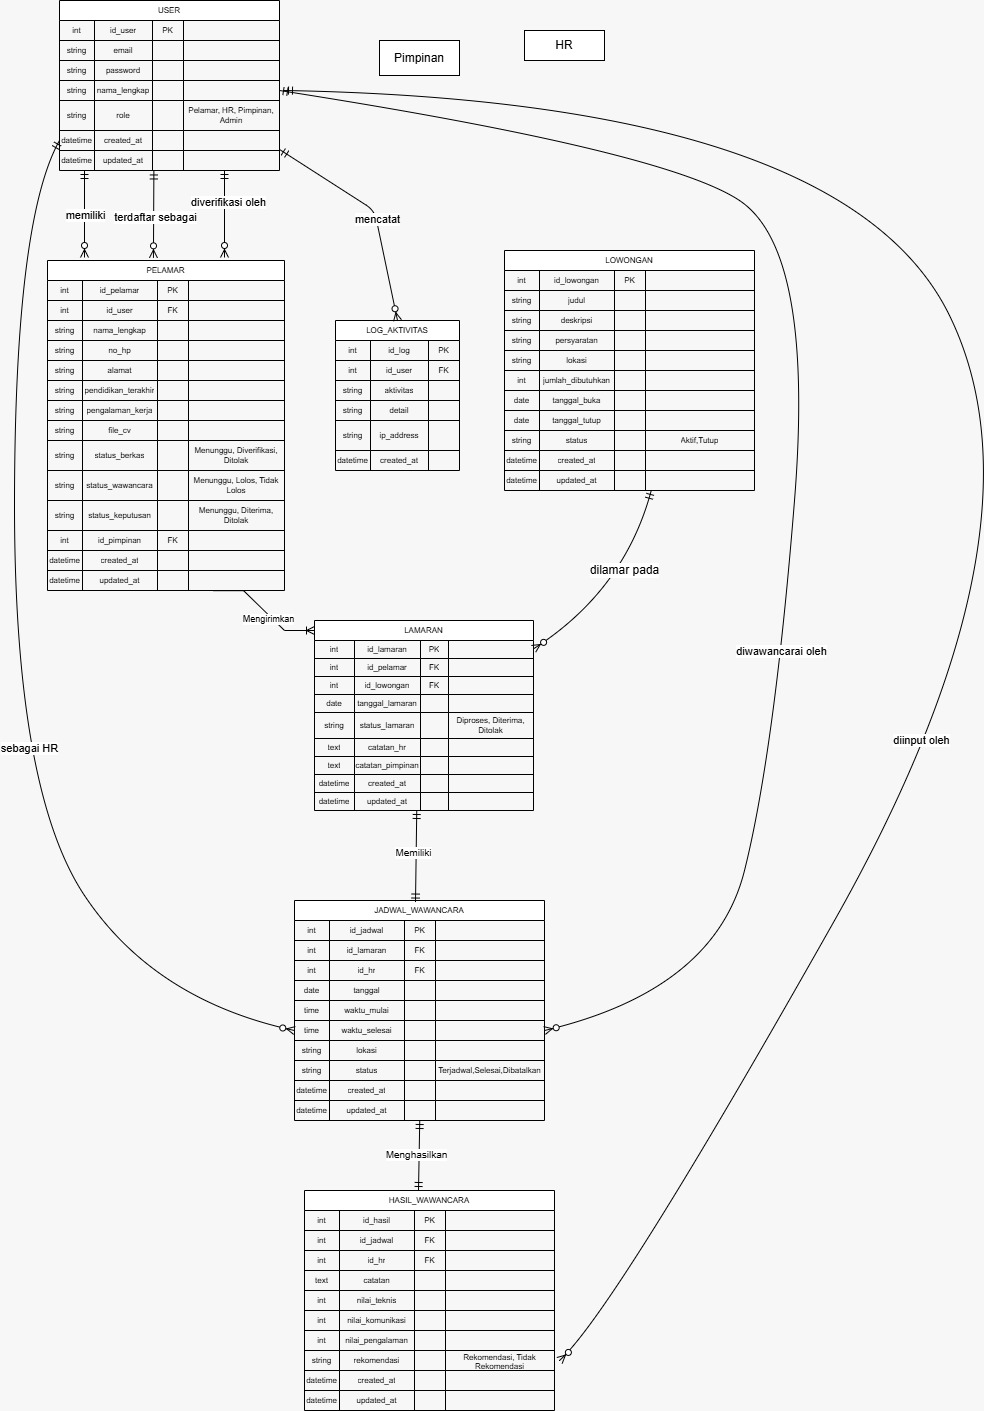 USER
int id_user PK
string email
string password
string nama_lengkap
string role Pelamar, HR, Pimpinan,
Admin
datetime created_at
datetime updated_at
Pimpinan
HR
memiliki
terdaftar sebagai
diverifikasi oleh
mencatat
PELAMAR
int id_pelamar PK
int id_user FK
string nama_lengkap
string no_hp
string alamat
string pendidikan_terakhir
string pengalaman_kerja
string file_cv
string status_berkas Menunggu, Diverifikasi,
Ditolak
string status_wawancara Menunggu, Lolos, Tidak
Lolos
string status_keputusan Menunggu, Diterima,
Ditolak
int id_pimpinan FK
datetime created_at
datetime updated_at
LOG_AKTIVITAS
int id_log PK
int id_user FK
string aktivitas
string detail
string ip_address
datetime created_at
LOWONGAN
int id_lowongan PK
string judul
string deskripsi
string persyaratan
string lokasi
int jumlah_dibutuhkan
date tanggal_buka
date tanggal_tutup
string status Aktif,Tutup
datetime created_at
datetime updated_at
dilamar pada
Mengirimkan
LAMARAN
int id_lamaran PK
int id_pelamar FK
int id_lowongan FK
date tanggal_lamaran
string status_lamaran Diproses, Diterima,
Ditolak
text catatan_hr
text catatan_pimpinan
datetime created_at
datetime updated_at
diwawancarai oleh
diinput oleh
sebagai HR
Memiliki
JADWAL_WAWANCARA
int id_jadwal PK
int id_lamaran FK
int id_hr FK
date tanggal
time waktu_mulai
time waktu_selesai
string lokasi
string status Terjadwal,Selesai,Dibatalkan
datetime created_at
datetime updated_at
Menghasilkan
HASIL_WAWANCARA
int id_hasil PK
int id_jadwal FK
int id_hr FK
text catatan
int nilai_teknis
int nilai_komunikasi
int nilai_pengalaman
string rekomendasi Rekomendasi, Tidak
Rekomendasi
datetime created_at
datetime updated_at